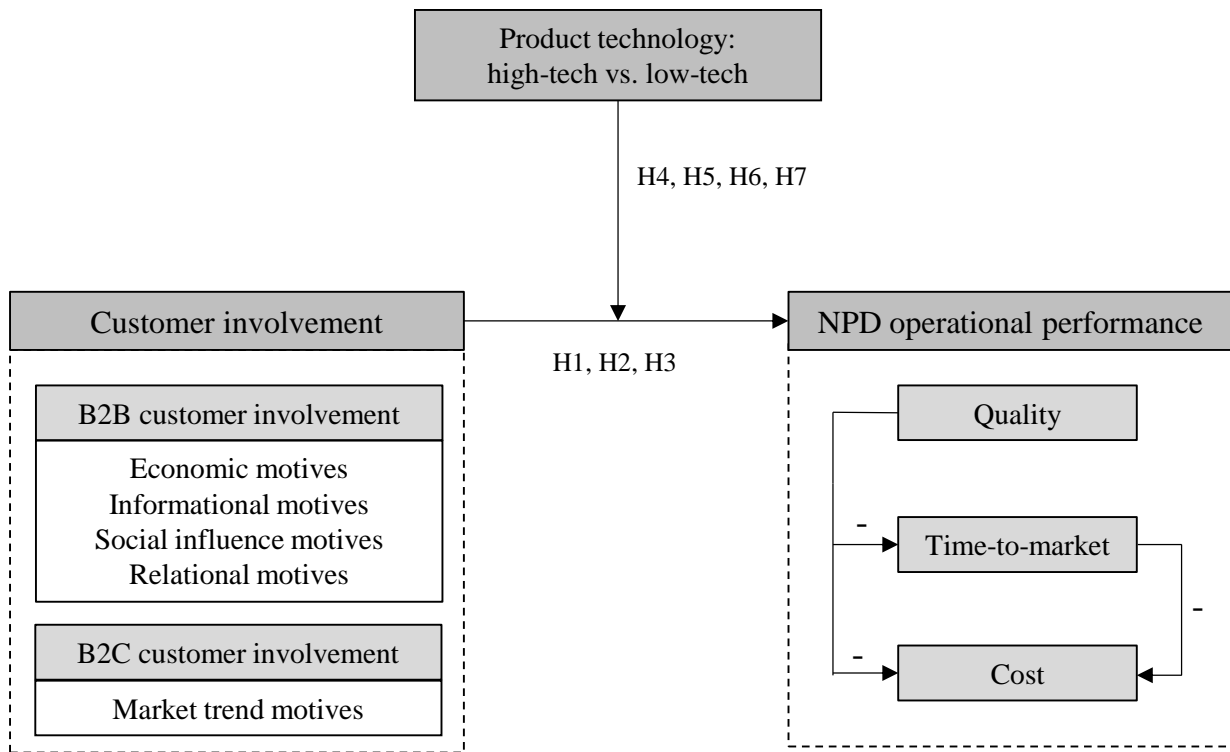 Product technology:
high-tech vs. low-tech
H4, H5, H6, H7
Customer involvement
NPD operational performance
H1, H2, H3
B2B customer involvement
Economic motives
Informational motives
Social influence motives
Relational motives
B2C customer involvement
Market trend motives
Quality
-
Time-to-market
-
-
Cost